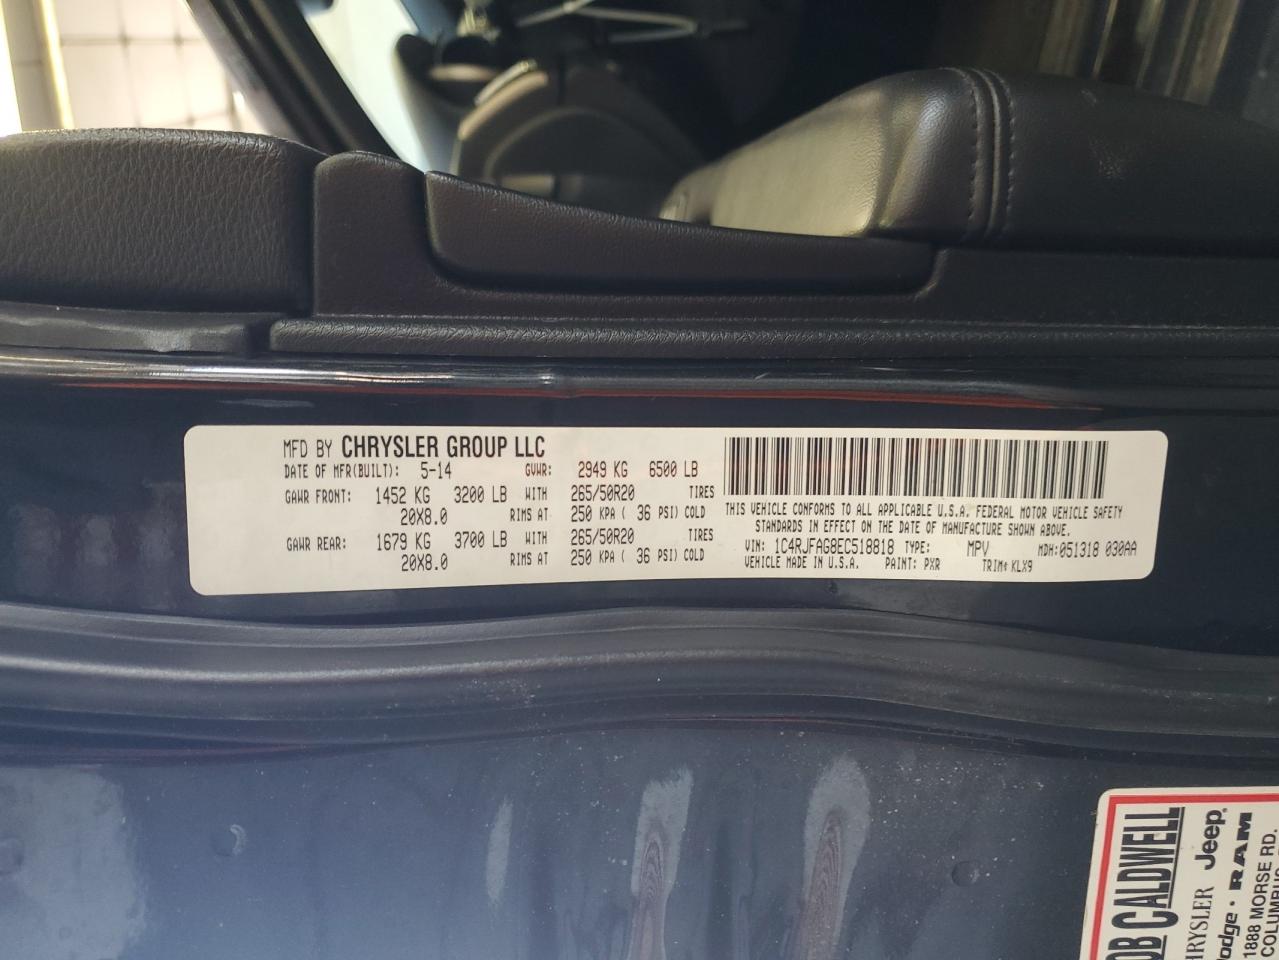 MFD BY CHRYSLER GROUP LLC
DATE OF MFR(BUILT): 5-14 GVWR: 2949 KG 6500 LB
GAWR FRONT: 1452 KG 3200 LB WITH 265/50R20 TIRES
20X8.0 RIMS AT 250 KPA ( 36 PSI) COLD
GAWR REAR: 1679 KG 3700 LB WITH 265/50R20 TIRES
20X8.0 RIMS AT 250 KPA ( 36 PSI) COLD
THIS VEHICLE CONFORMS TO ALL APPLICABLE U.S.A. FEDERAL MOTOR VEHICLE SAFETY
STANDARDS IN EFFECT ON THE DATE OF MANUFACTURE SHOWN ABOVE.
VIN: 1C4RJFAG8EC518818 TYPE: MPV MDH:051318 030AA
VEHICLE MADE IN U.S.A. PAINT: PXR TRIM: KLX9
OB CALDWELL
HRYSLER Jeep
odge • RAM
1888 MORSE RD.
COLUMBUS